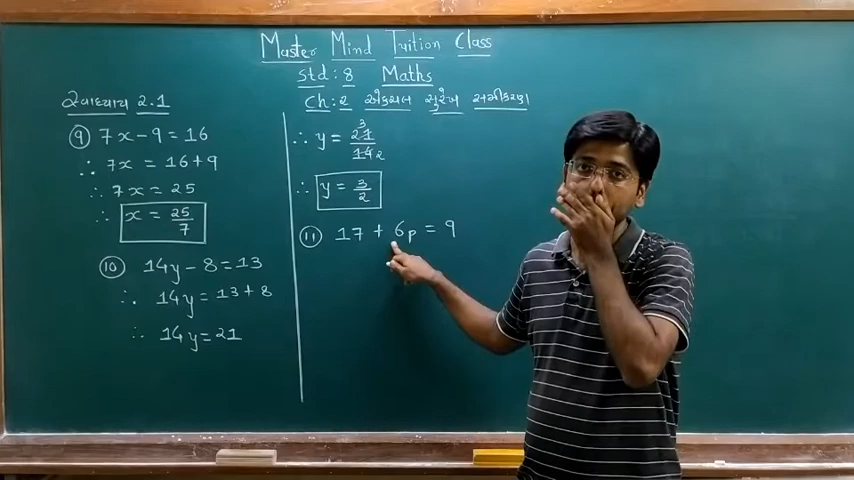 Master Mind Tuition Class
Std : 8 Maths
Ch : 2 એકચલ સુરેખ સમીકરણ
સ્વાધ્યાય 2.1
⑨ 7x - 9 = 16
∴ 7x = 16 + 9
∴ 7x = 25
∴ x = 25/7
⑩ 14y - 8 = 13
∴ 14y = 13 + 8
∴ 14y = 21
∴ y = 21/14 3 2
∴ y = 3/2
⑪ 17 + 6p = 9